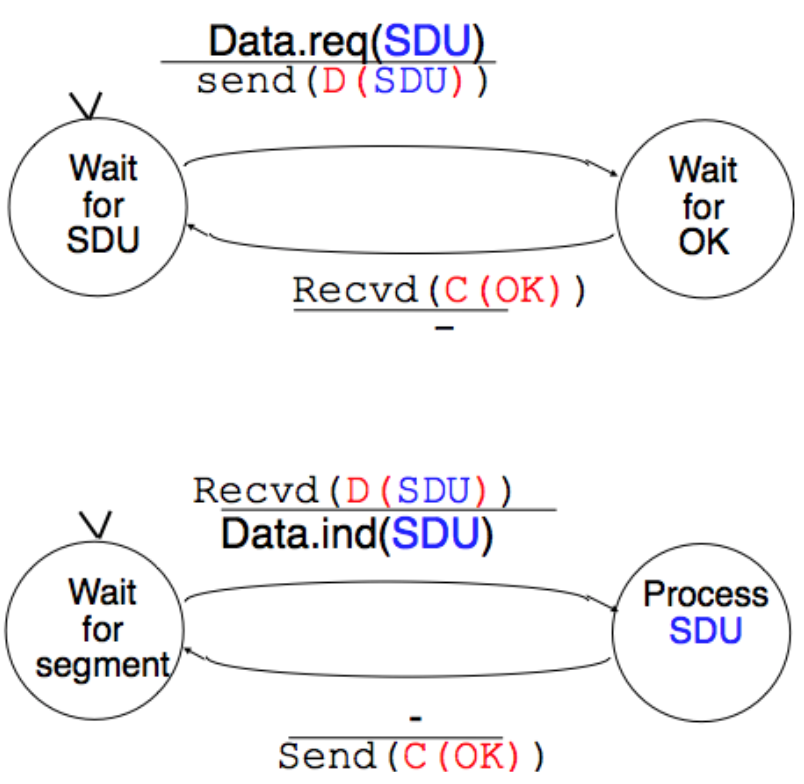 Data.req(SDU)
send(D(SDU))
Wait
for
SDU
Wait
for
OK
Recvd(C(OK))
-
Recvd(D(SDU))
Data.ind(SDU)
Wait
for
segment
Process
SDU
-
Send(C(OK))